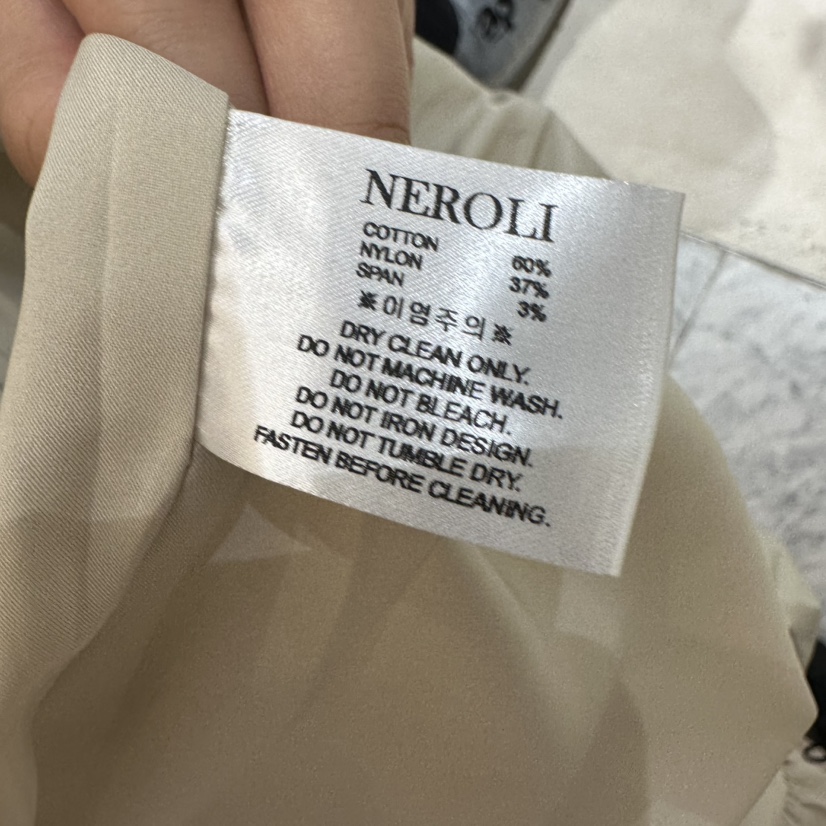 NEROLI
COTTON 60%
NYLON 37%
SPAN 3%
※이염주의※
DRY CLEAN ONLY.
DO NOT MACHINE WASH.
DO NOT BLEACH.
DO NOT IRON DESIGN.
DO NOT TUMBLE DRY.
FASTEN BEFORE CLEANING.